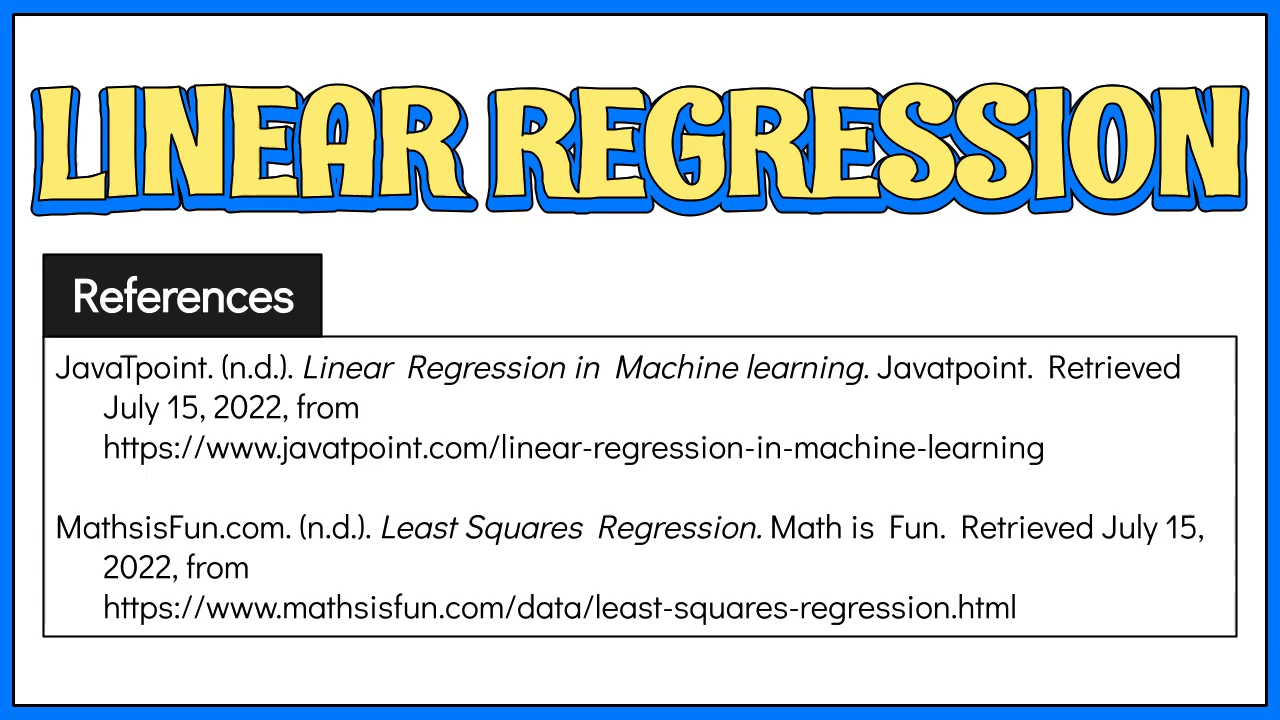 LINEAR REGRESSION
References
JavaTpoint. (n.d.). Linear Regression in Machine learning. Javatpoint. Retrieved
July 15, 2022, from
https://www.javatpoint.com/linear-regression-in-machine-learning
MathsisFun.com. (n.d.). Least Squares Regression. Math is Fun. Retrieved July 15,
2022, from
https://www.mathsisfun.com/data/least-squares-regression.html